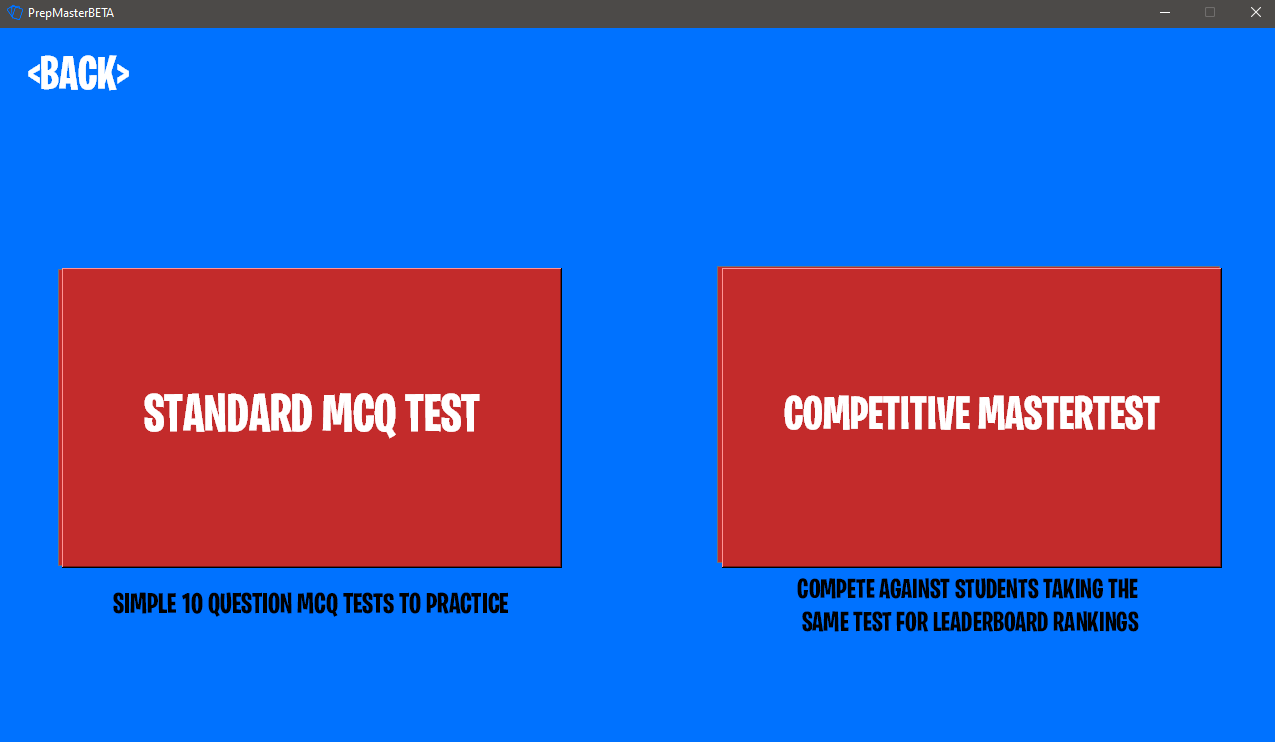 PrepMasterBETA
<BACK>
STANDARD MCQ TEST
COMPETITIVE MASTERTEST
SIMPLE 10 QUESTION MCQ TESTS TO PRACTICE
COMPETE AGAINST STUDENTS TAKING THE
SAME TEST FOR LEADERBOARD RANKINGS